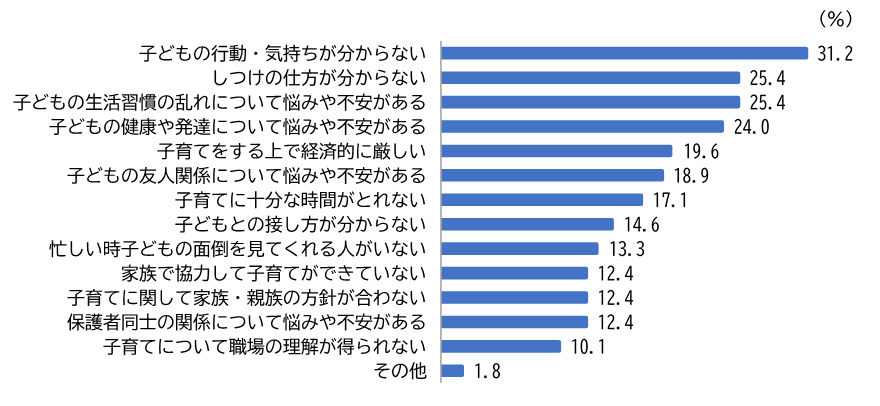 (%)
子どもの行動・気持ちが分からない 31.2
しつけの仕方が分からない 25.4
子どもの生活習慣の乱れについて悩みや不安がある 25.4
子どもの健康や発達について悩みや不安がある 24.0
子育てをする上で経済的に厳しい 19.6
子どもの友人関係について悩みや不安がある 18.9
子育てに十分な時間がとれない 17.1
子どもとの接し方が分からない 14.6
忙しい時子どもの面倒を見てくれる人がいない 13.3
家族で協力して子育てができていない 12.4
子育てに関して家族・親族の方針が合わない 12.4
保護者同士の関係について悩みや不安がある 12.4
子育てについて職場の理解が得られない 10.1
その他 1.8